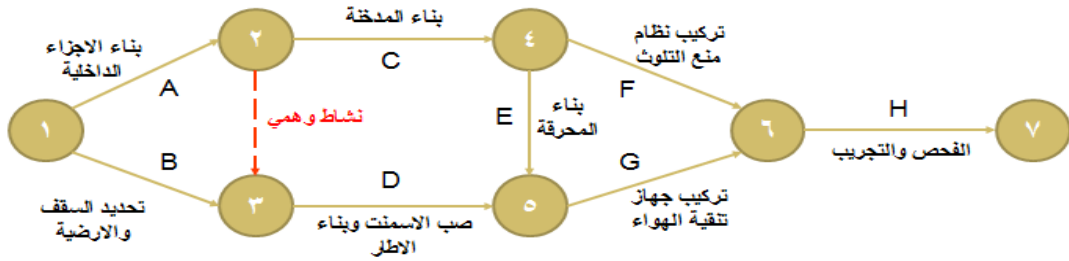 بناء الاجزاء
الداخلية
A
٢
بناء المدخنة
C
٤
تركيب نظام
منع التلوث
F
١
نشاط وهمي
E
بناء
المحرقة
٦
H
الفحص والتجريب
٧
B
تحديد السقف
والارضية
٣
D
صب الاسمنت وبناء
الاطار
٥
G
تركيب جهاز
تنقية الهواء